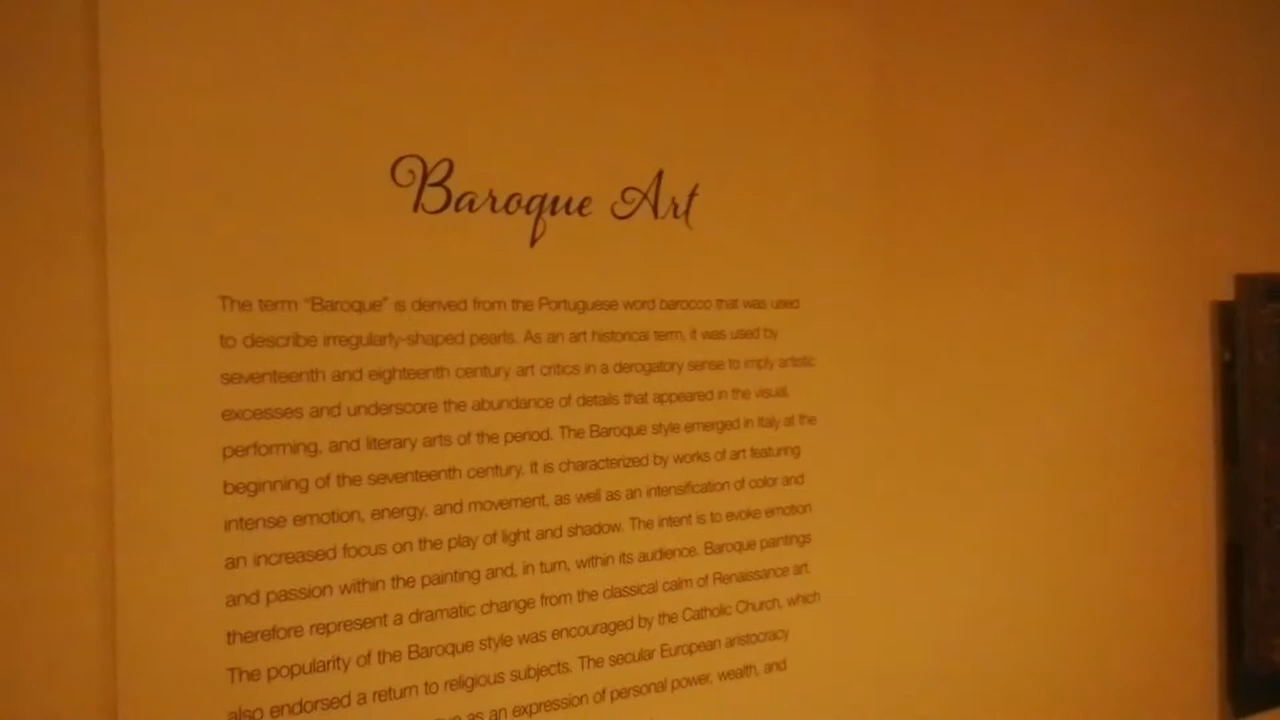 Baroque Art
The term "Baroque" is derived from the Portuguese word barocco that was used
to describe irregularly-shaped pearls. As an art historical term, it was used by
seventeenth and eighteenth century art critics in a derogatory sense to imply artistic
excesses and underscore the abundance of details that appeared in the visual,
performing, and literary arts of the period. The Baroque style emerged in Italy at the
beginning of the seventeenth century. It is characterized by works of art featuring
intense emotion, energy, and movement, as well as an intensification of color and
an increased focus on the play of light and shadow. The intent is to evoke emotion
and passion within the painting and, in turn, within its audience. Baroque paintings
therefore represent a dramatic change from the classical calm of Renaissance art.
The popularity of the Baroque style was encouraged by the Catholic Church, which
also endorsed a return to religious subjects. The secular European aristocracy
as an expression of personal power, wealth, and